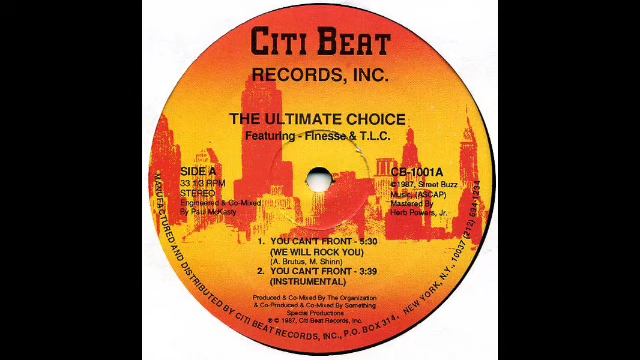 CITI BEAT
RECORDS, INC.
THE ULTIMATE CHOICE
Featuring - Finesse & T.L.C.
SIDE A
33 1/3 RPM
STEREO
Engineered & Co-Mixed
By Paul McKasty
CB-1001A
©1987, Street Buzz
Music, (ASCAP)
Mastered By
Herb Powers, Jr.
1. YOU CAN'T FRONT - 5:30
(WE WILL ROCK YOU)
(A. Brutus, M. Shinn)
2. YOU CAN'T FRONT - 3:39
(INSTRUMENTAL)
Produced & Co-Mixed By The Organization
& Co-Produced & Co-Mixed By Something
Special Productions
℗ © 1987, Citi Beat Records, Inc.
MANUFACTURED AND DISTRIBUTED BY CITI BEAT RECORDS, INC., P.O. BOX 314, NEW YORK, N.Y., 10037 (212) 694-1234